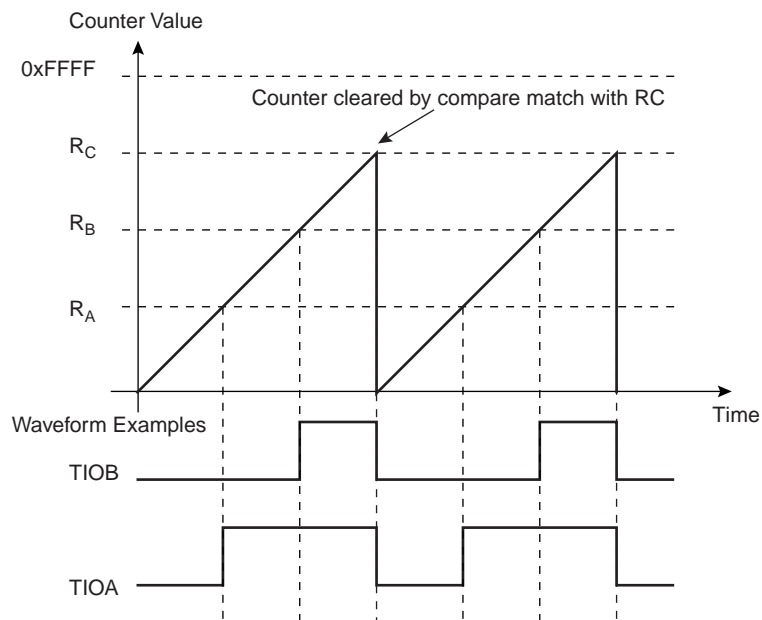 Counter Value
0xFFFF
Counter cleared by compare match with RC
RC
RB
RA
Time
Waveform Examples
TIOB
TIOA